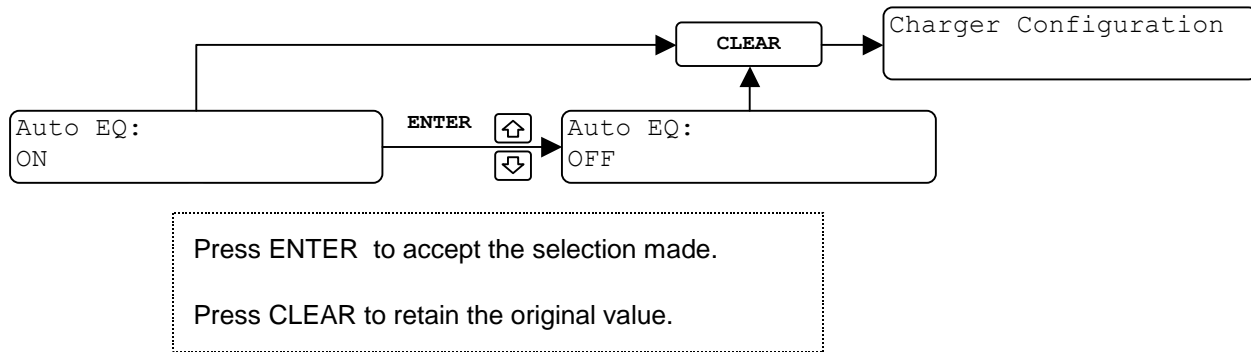 Charger Configuration
CLEAR
Auto EQ:
ON
ENTER
Auto EQ:
OFF
Press ENTER  to accept the selection made.
Press CLEAR to retain the original value.